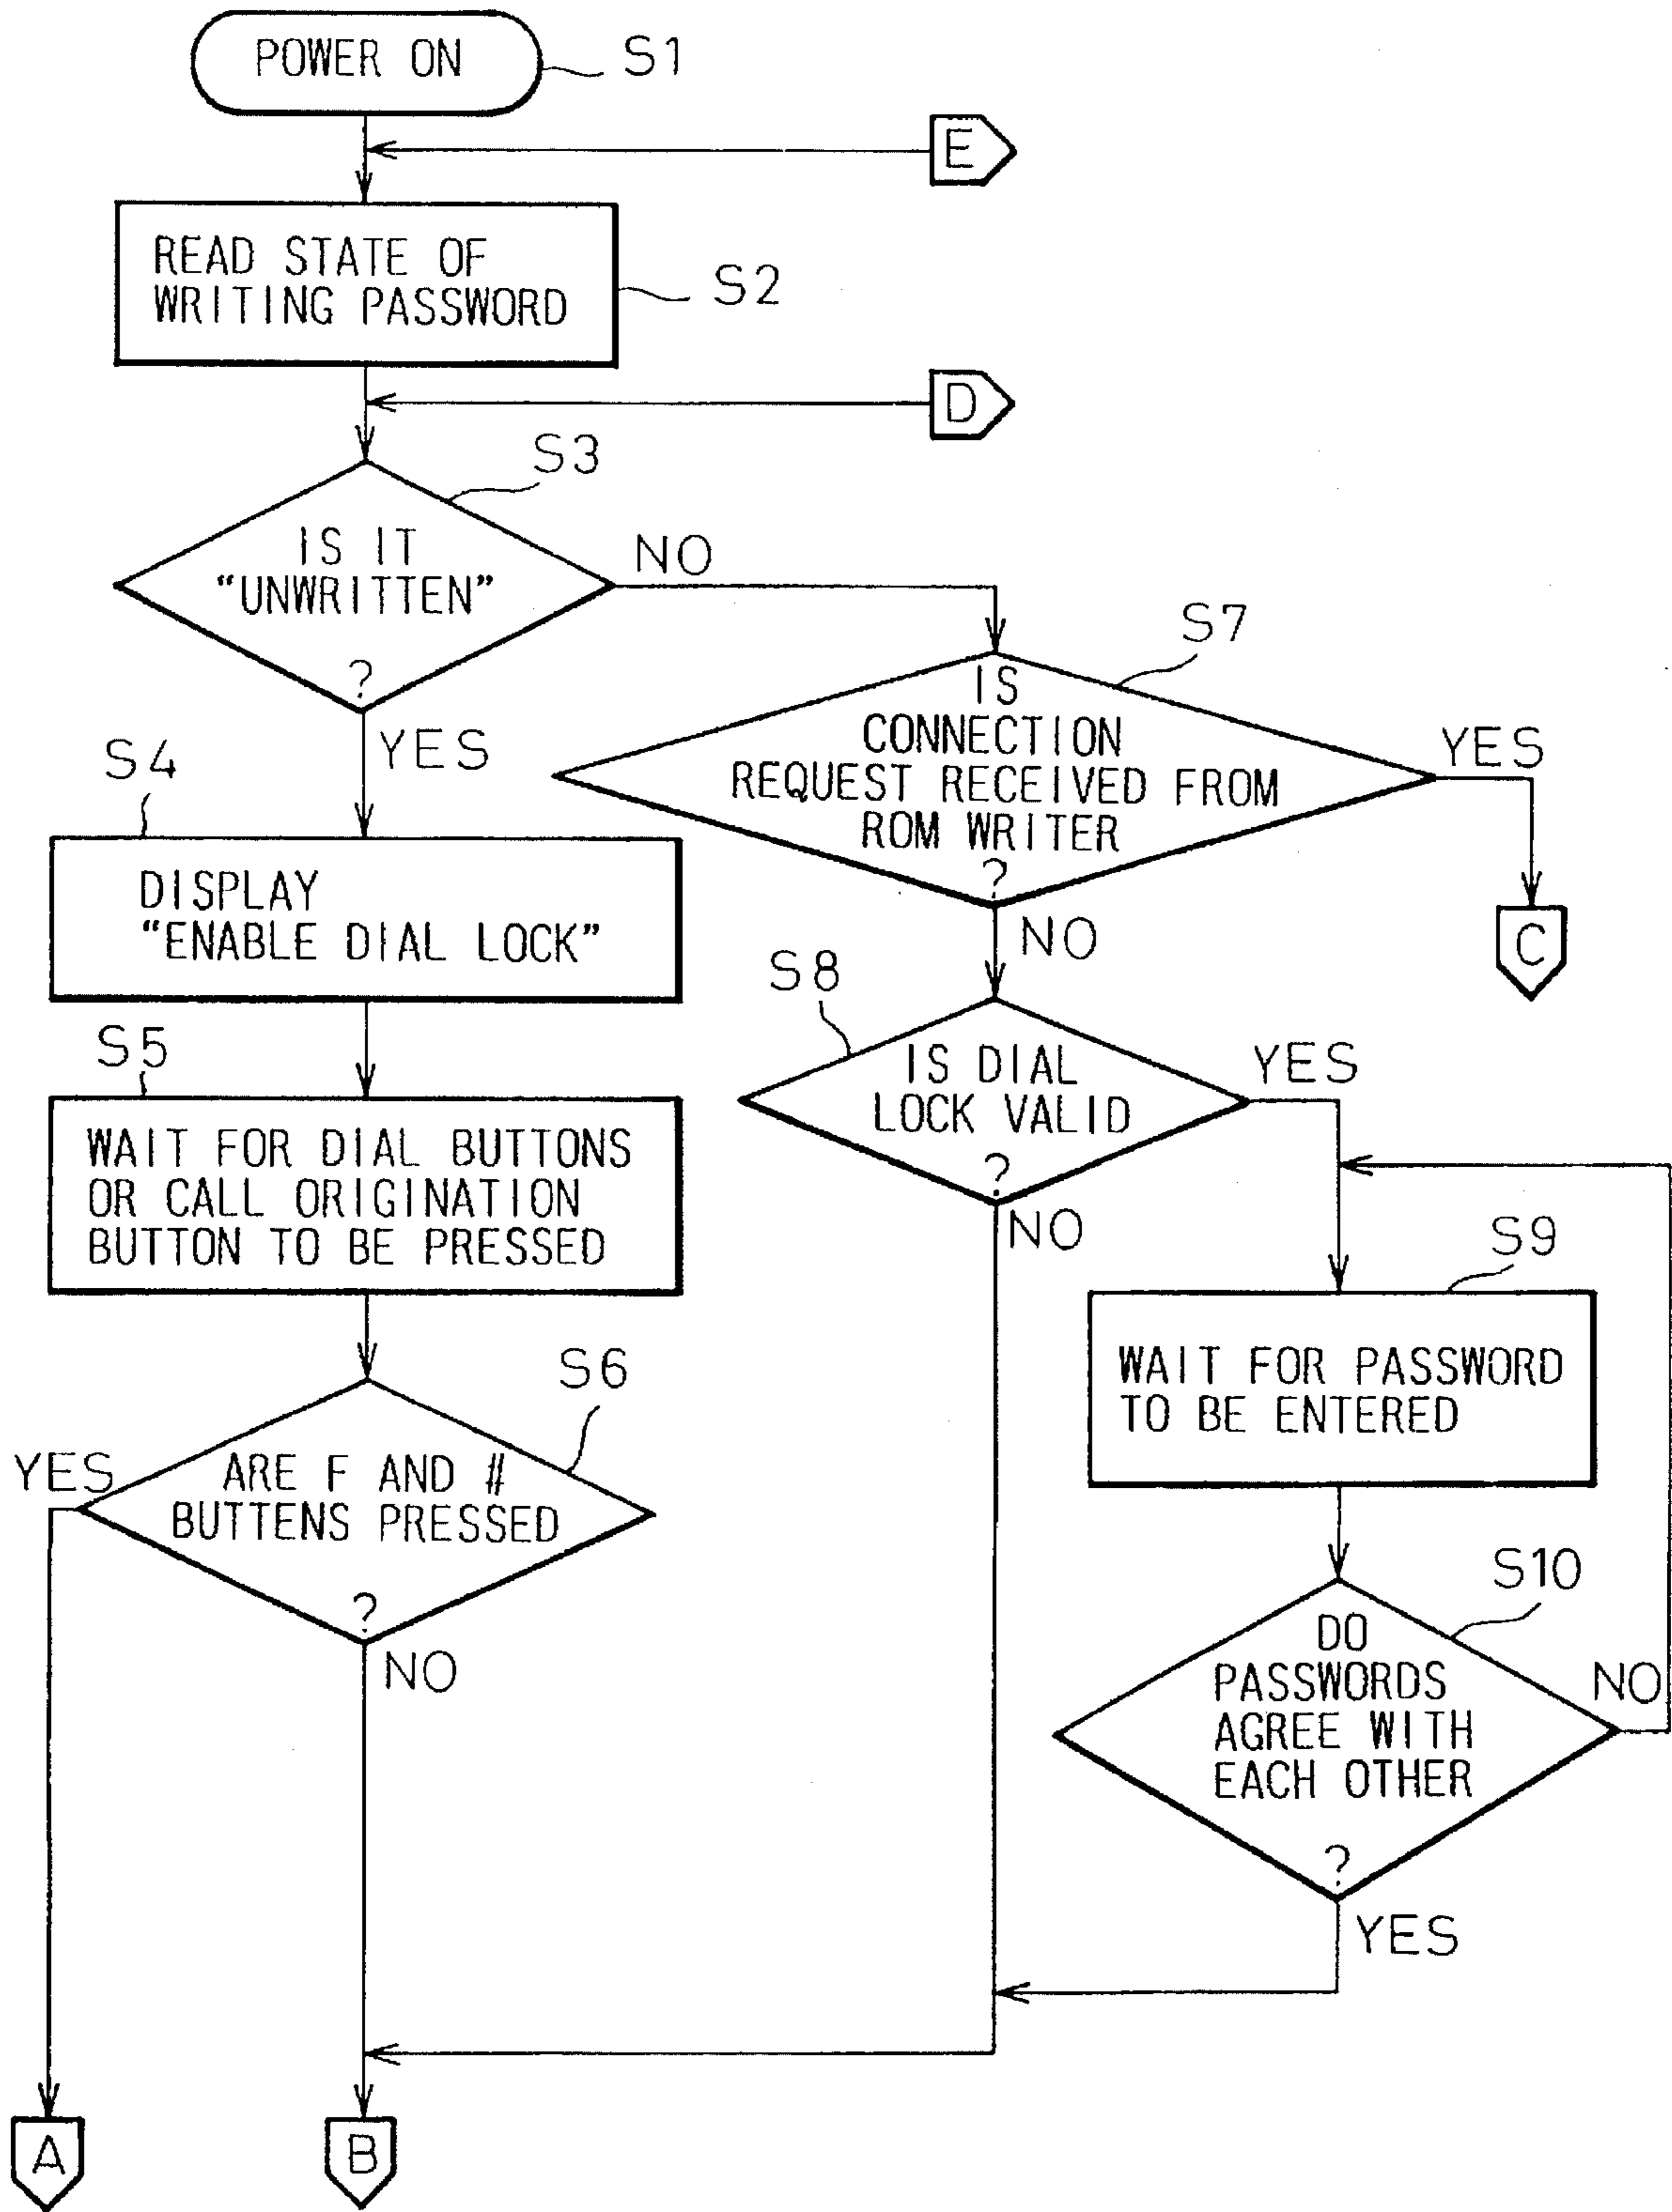 POWER ON
S1
E
READ STATE OF
WRITING PASSWORD
S2
D
S3
IS IT
“UNWRITTEN”
?
NO
YES
S7
IS
CONNECTION
REQUEST RECEIVED FROM
ROM WRITER
?
YES
NO
C
S4
DISPLAY
“ENABLE DIAL LOCK”
S8
IS DIAL
LOCK VALID
?
YES
NO
S5
WAIT FOR DIAL BUTTONS
OR CALL ORIGINATION
BUTTON TO BE PRESSED
S9
WAIT FOR PASSWORD
TO BE ENTERED
S6
YES
ARE F AND #
BUTTENS PRESSED
?
NO
S10
DO
PASSWORDS
AGREE WITH
EACH OTHER
?
NO
YES
A
B